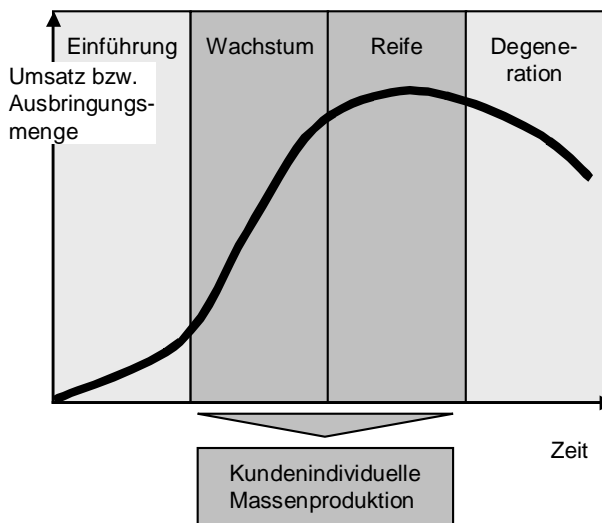 Einführung
Wachstum
Reife
Degene-
ration
Umsatz bzw.
Ausbringungs-
menge
Zeit
Kundenindividuelle
Massenproduktion